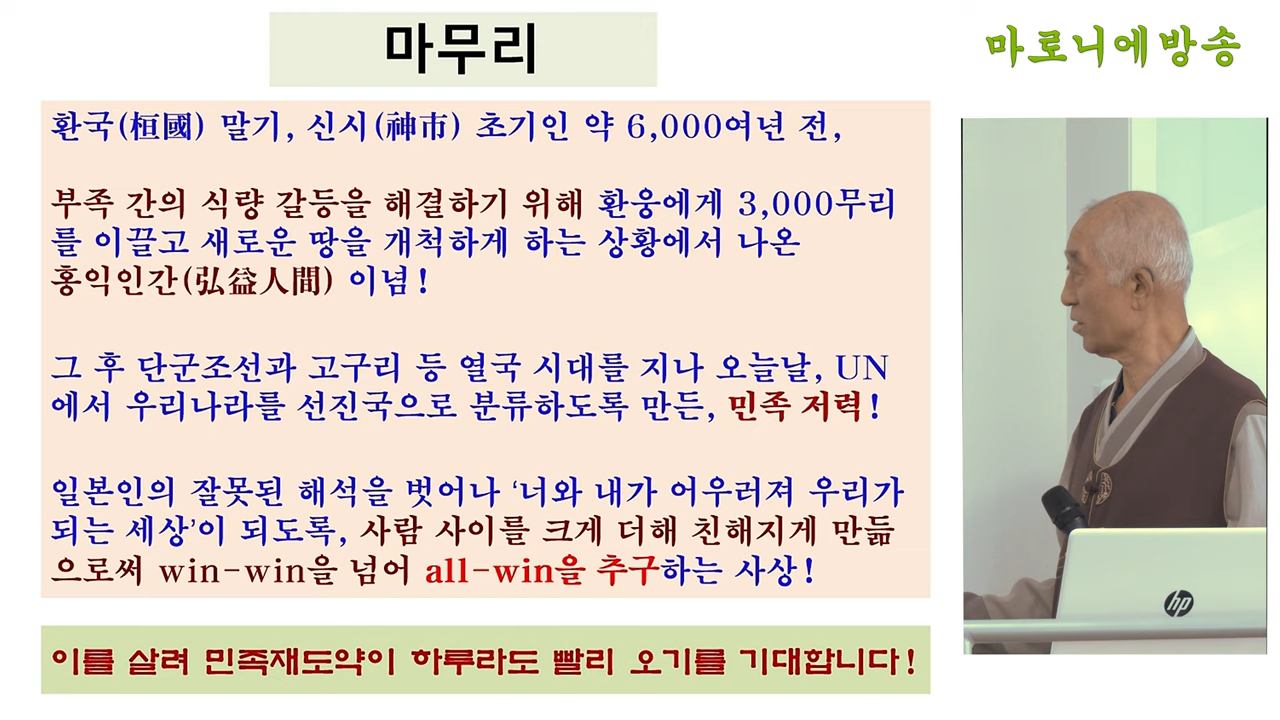 마무리
마로니에방송
환국(桓國) 말기, 신시(神市) 초기인 약 6,000여년 전,
부족 간의 식량 갈등을 해결하기 위해 환웅에게 3,000무리
를 이끌고 새로운 땅을 개척하게 하는 상황에서 나온
홍익인간(弘益人間) 이념!
그 후 단군조선과 고구리 등 열국 시대를 지나 오늘날, UN
에서 우리나라를 선진국으로 분류하도록 만든, 민족 저력!
일본인의 잘못된 해석을 벗어나 ‘너와 내가 어우러져 우리가
되는 세상’이 되도록, 사람 사이를 크게 더해 친해지게 만듦
으로써 win-win을 넘어 all-win을 추구하는 사상!
이를 살려 민족재도약이 하루라도 빨리 오기를 기대합니다!
hp